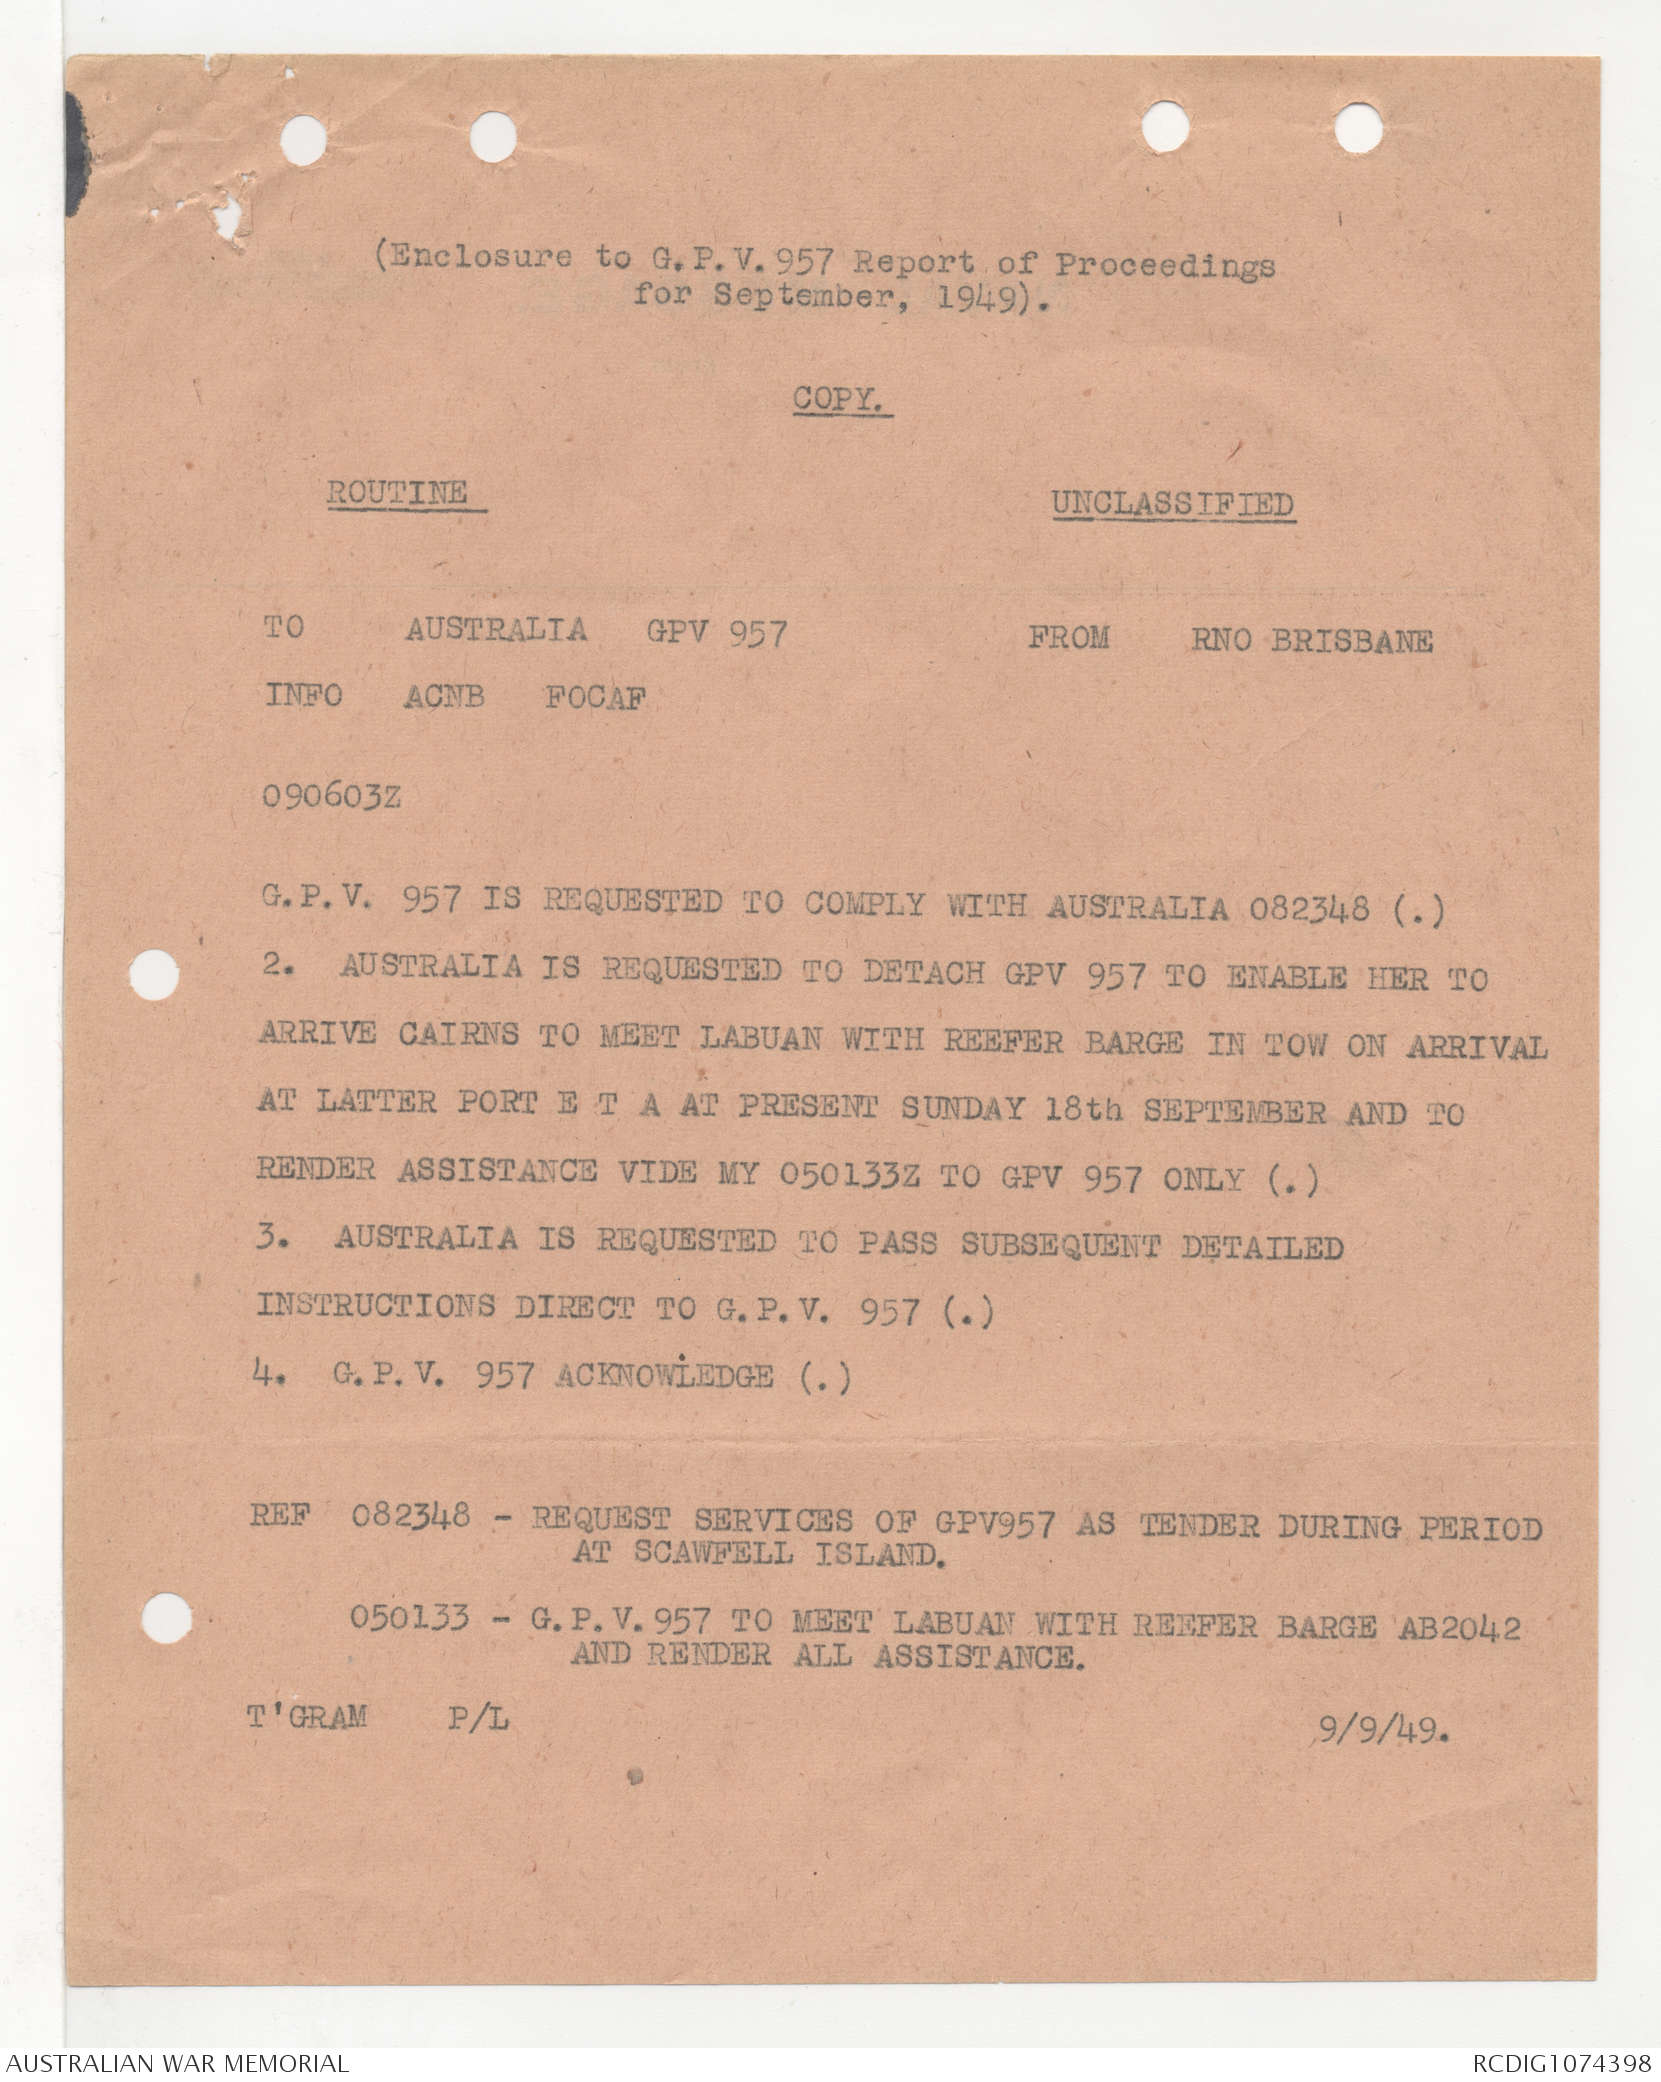 (Enclosure to G.P.V.957 Report of Proceedings
for September, 1949).
COPY.
ROUTINE UNCLASSIFIED
TO AUSTRALIA GPV 957 FROM RNO BRISBANE
INFO ACNB FOCAF
090603Z
G.P.V. 957 IS REQUESTED TO COMPLY WITH AUSTRALIA 082348 (.)
2. AUSTRALIA IS REQUESTED TO DETACH GPV 957 TO ENABLE HER TO
ARRIVE CAIRNS TO MEET LABUAN WITH REEFER BARGE IN TOW ON ARRIVAL
AT LATTER PORT E T A AT PRESENT SUNDAY 18th SEPTEMBER AND TO
RENDER ASSISTANCE VIDE MY 050133Z TO GPV 957 ONLY (.)
3. AUSTRALIA IS REQUESTED TO PASS SUBSEQUENT DETAILED
INSTRUCTIONS DIRECT TO G.P.V. 957 (.)
4. G.P.V. 957 ACKNOWLEDGE (.)
REF 082348 - REQUEST SERVICES OF GPV957 AS TENDER DURING PERIOD
AT SCAWFELL ISLAND.
050133 - G.P.V.957 TO MEET LABUAN WITH REEFER BARGE AB2042
AND RENDER ALL ASSISTANCE.
T'GRAM P/L 9/9/49.
AUSTRALIAN WAR MEMORIAL RCDIG1074398